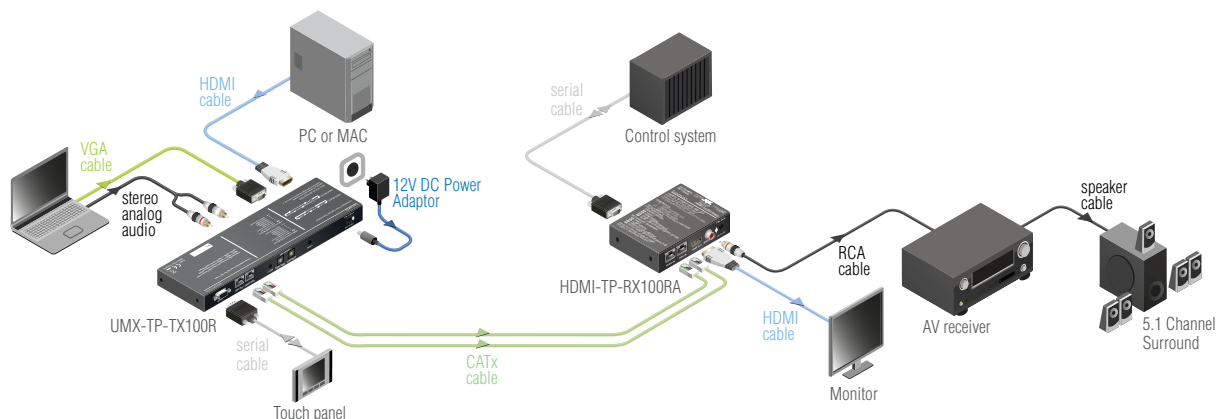 HDMI
cable
PC or MAC
VGA
cable
stereo
analog
audio
12V DC Power
Adaptor
UMX-TP-TX100R
serial
cable
Touch panel
CATx
cable
serial
cable
Control system
HDMI-TP-RX100RA
RCA
cable
HDMI
cable
Monitor
AV receiver
speaker
cable
5.1 Channel
Surround